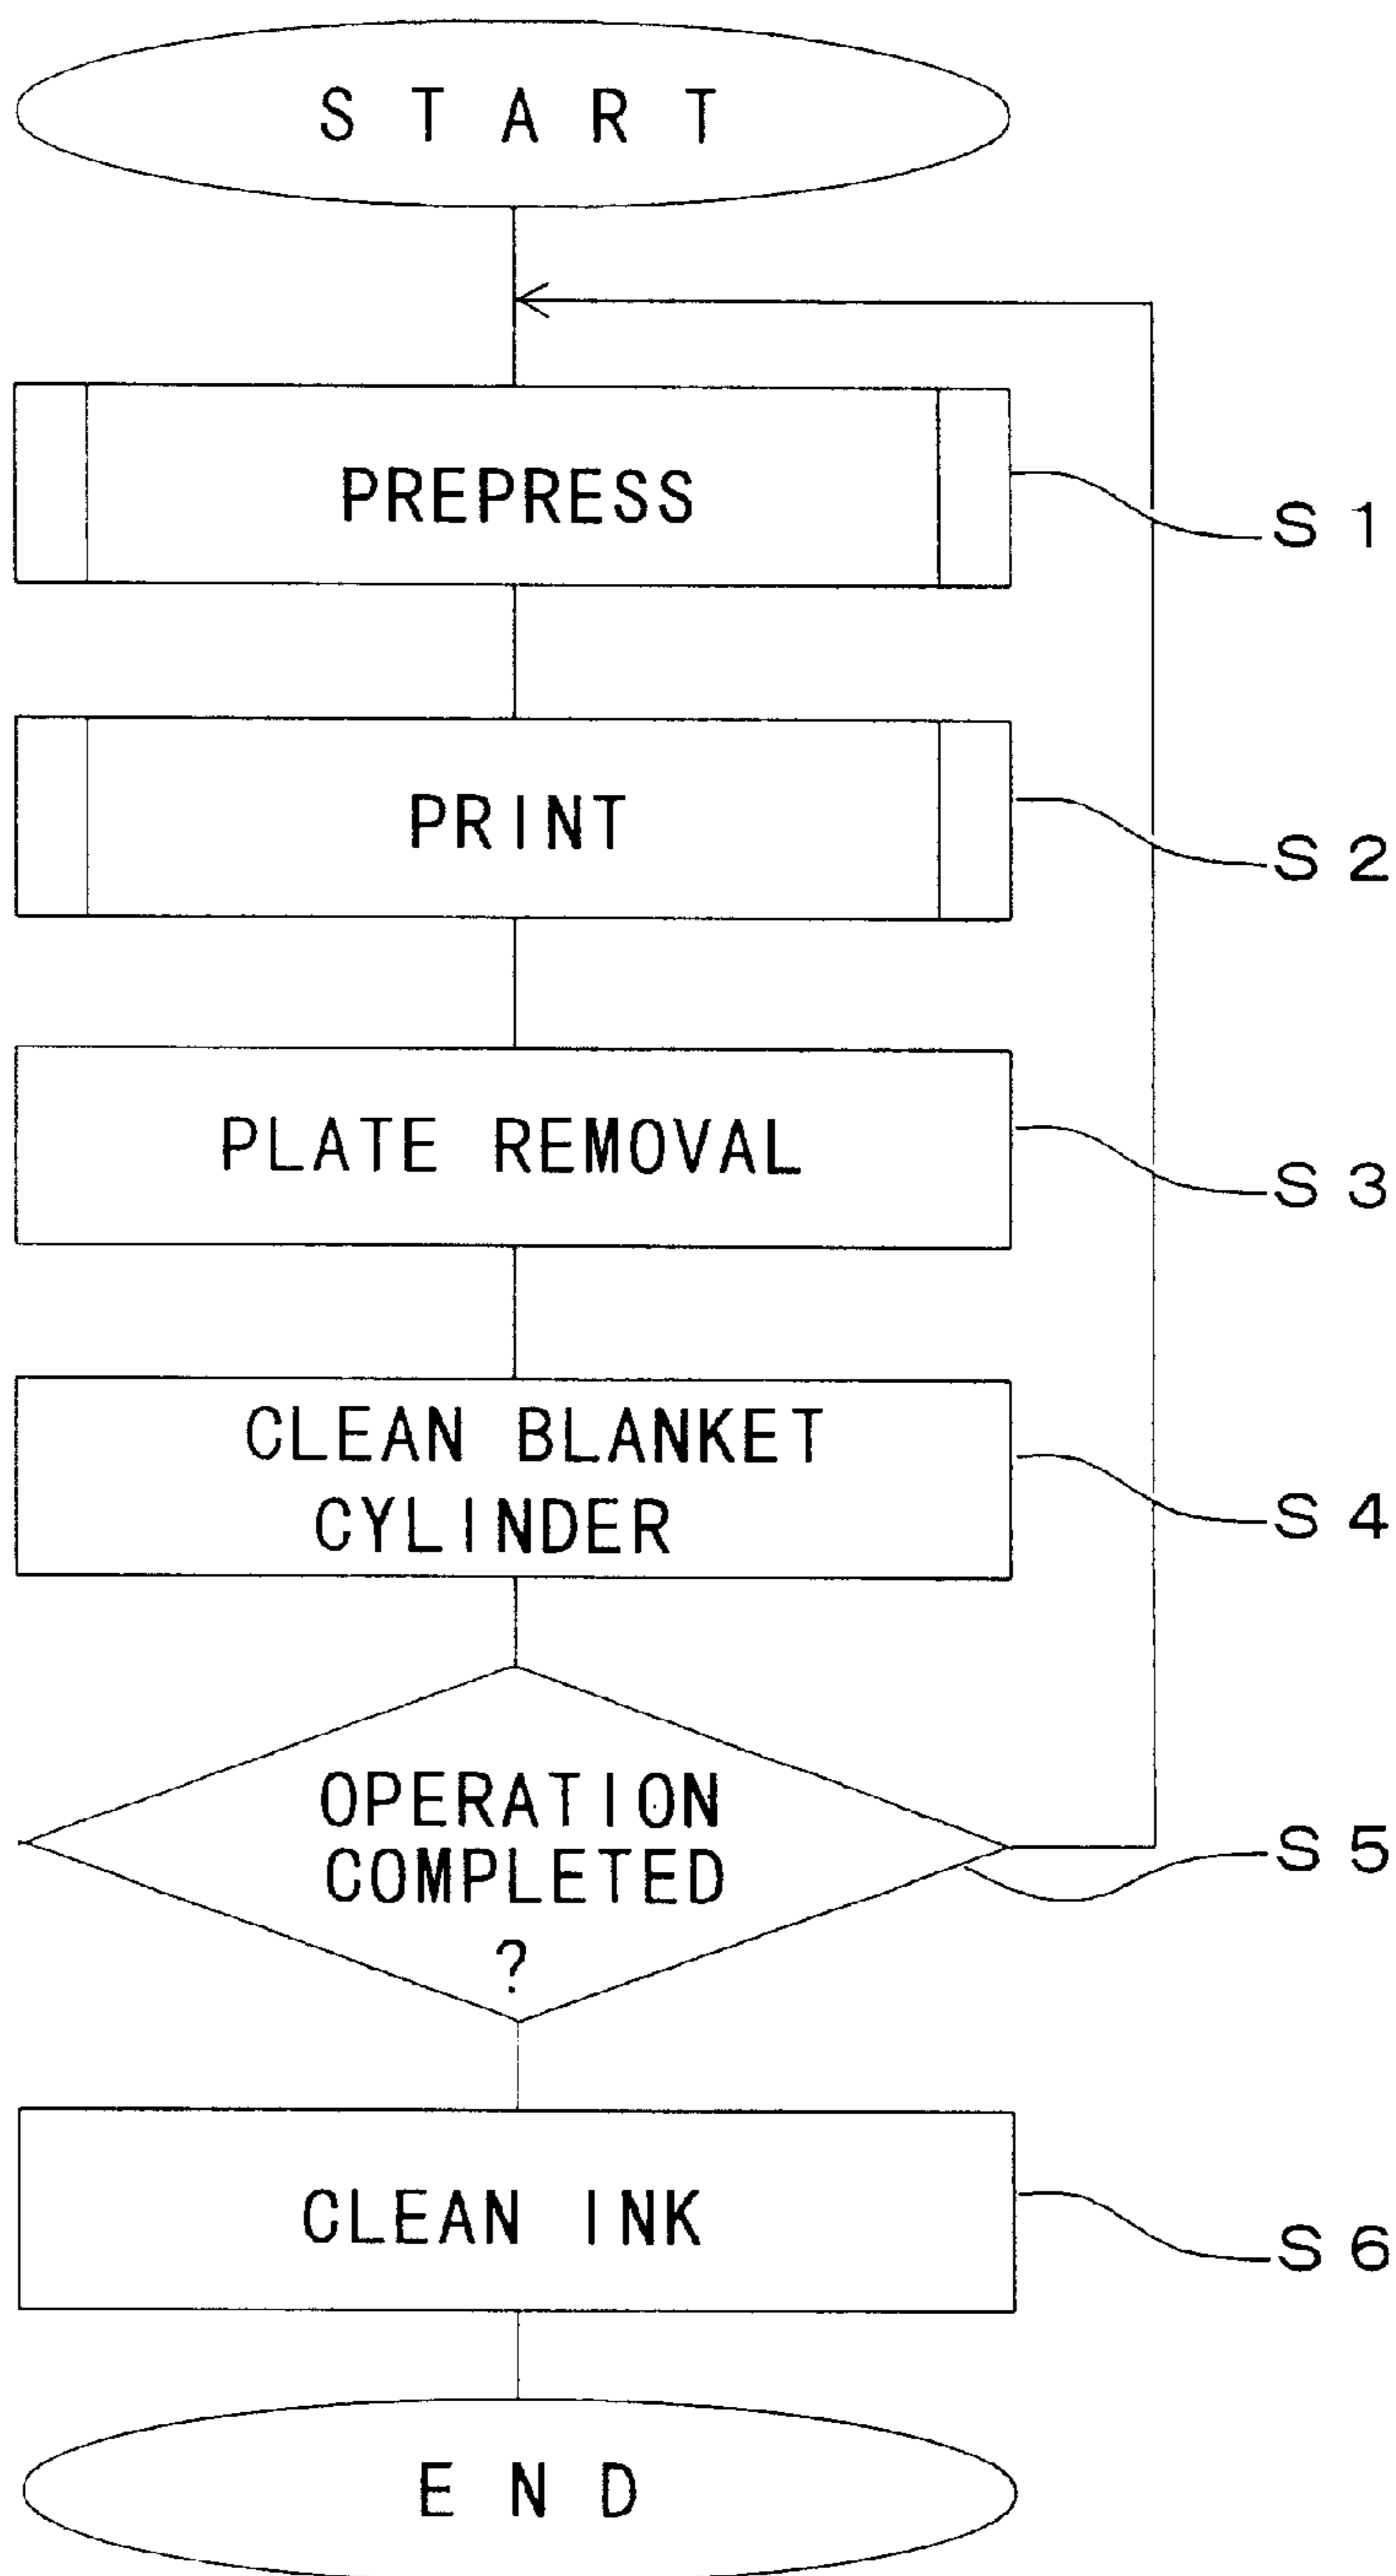 START
PREPRESS
S1
PRINT
S2
PLATE REMOVAL
S3
CLEAN BLANKET
CYLINDER
S4
OPERATION
COMPLETED
?
S5
CLEAN INK
S6
END